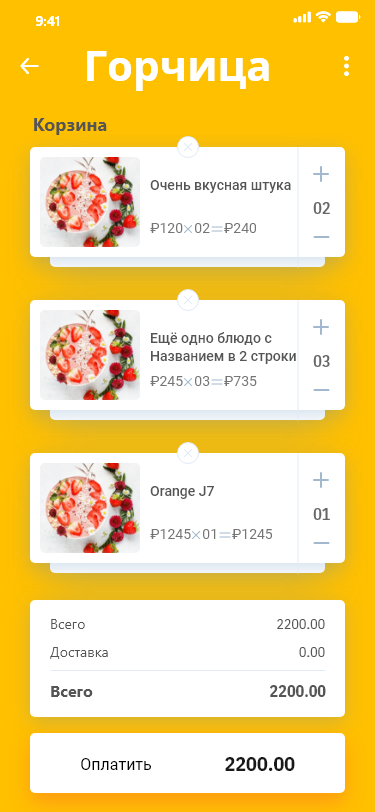 9:41
Горчица
Корзина
Очень вкусная штука
02
₽120×02=₽240
Ещё одно блюдо с
Названием в 2 строки
03
₽245×03=₽735
Orange J7
01
₽1245×01=₽1245
Всего 2200.00
Доставка 0.00
Всего 2200.00
Оплатить 2200.00